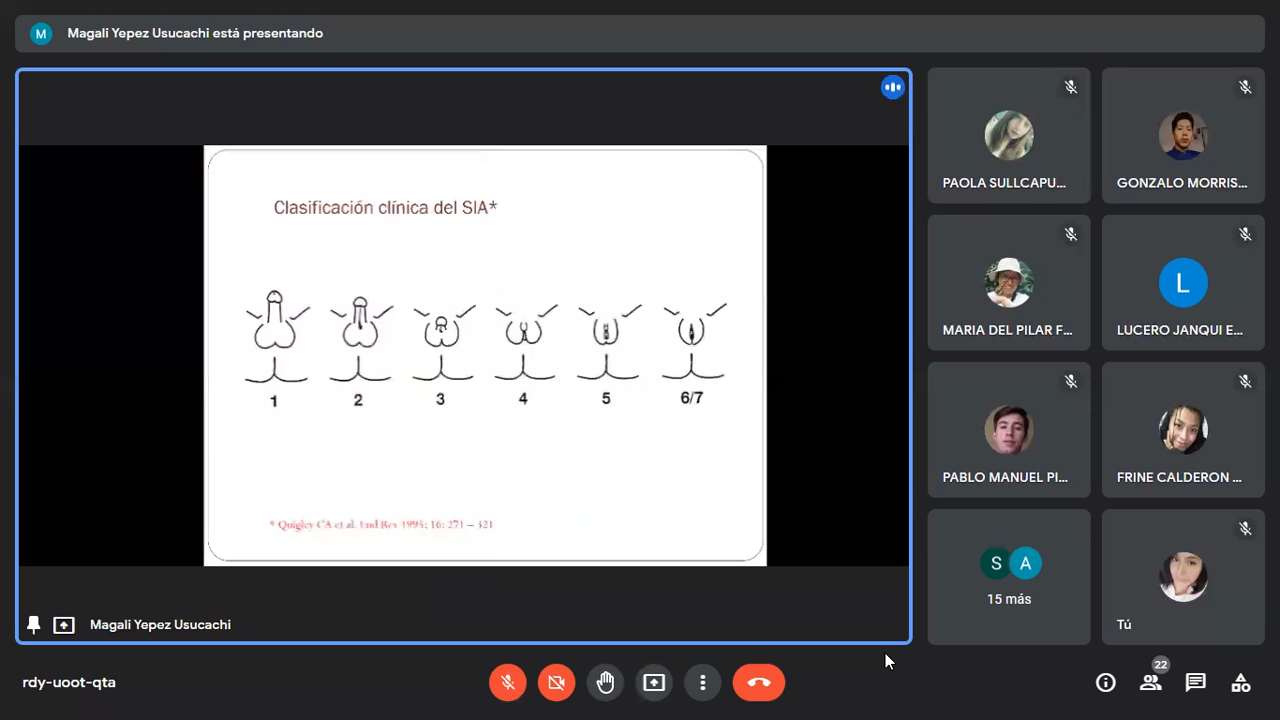 M
Magali Yepez Usucachi está presentando
Clasificación clínica del SIA*
1
2
3
4
5
6/7
* Quigley CA et al. End Rev 1995; 16: 271 – 321
Magali Yepez Usucachi
PAOLA SULLCAPU...
GONZALO MORRIS...
MARIA DEL PILAR F...
L
LUCERO JANQUI E...
PABLO MANUEL PI...
FRINE CALDERON ...
S
A
15 más
Tú
rdy-uoot-qta
22